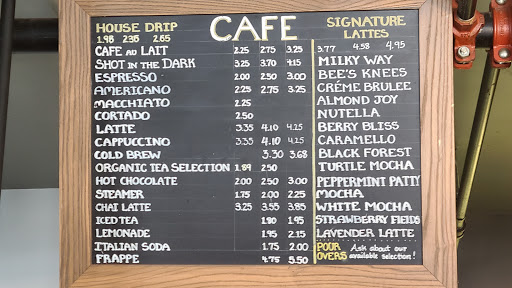 CAFE
HOUSE DRIP
1.98 2.35 2.65
CAFE AU LAIT 2.25 2.75 3.25
SHOT IN THE DARK 3.25 3.70 4.15
ESPRESSO 2.00 2.50 3.00
AMERICANO 2.25 2.75 3.25
MACCHIATO 2.25
CORTADO 2.50
LATTE 3.35 4.10 4.25
CAPPUCCINO 3.35 4.10 4.25
COLD BREW 3.30 3.68
ORGANIC TEA SELECTION 1.89 2.50
HOT CHOCOLATE 2.00 2.50 3.00
STEAMER 1.75 2.00 2.25
CHAI LATTE 3.25 3.55 3.85
ICED TEA 1.80 1.95
LEMONADE 1.95 2.15
ITALIAN SODA 1.75 2.00
FRAPPE 4.75 5.50
SIGNATURE
LATTES
3.77 4.58 4.95
MILKY WAY
BEE'S KNEES
CRÉME BRULEE
ALMOND JOY
NUTELLA
BERRY BLISS
CARAMELLO
BLACK FOREST
TURTLE MOCHA
PEPPERMINT PATTY
MOCHA
WHITE MOCHA
STRAWBERRY FIELDS
LAVENDER LATTE
POUR OVERS Ask about our
available selection!